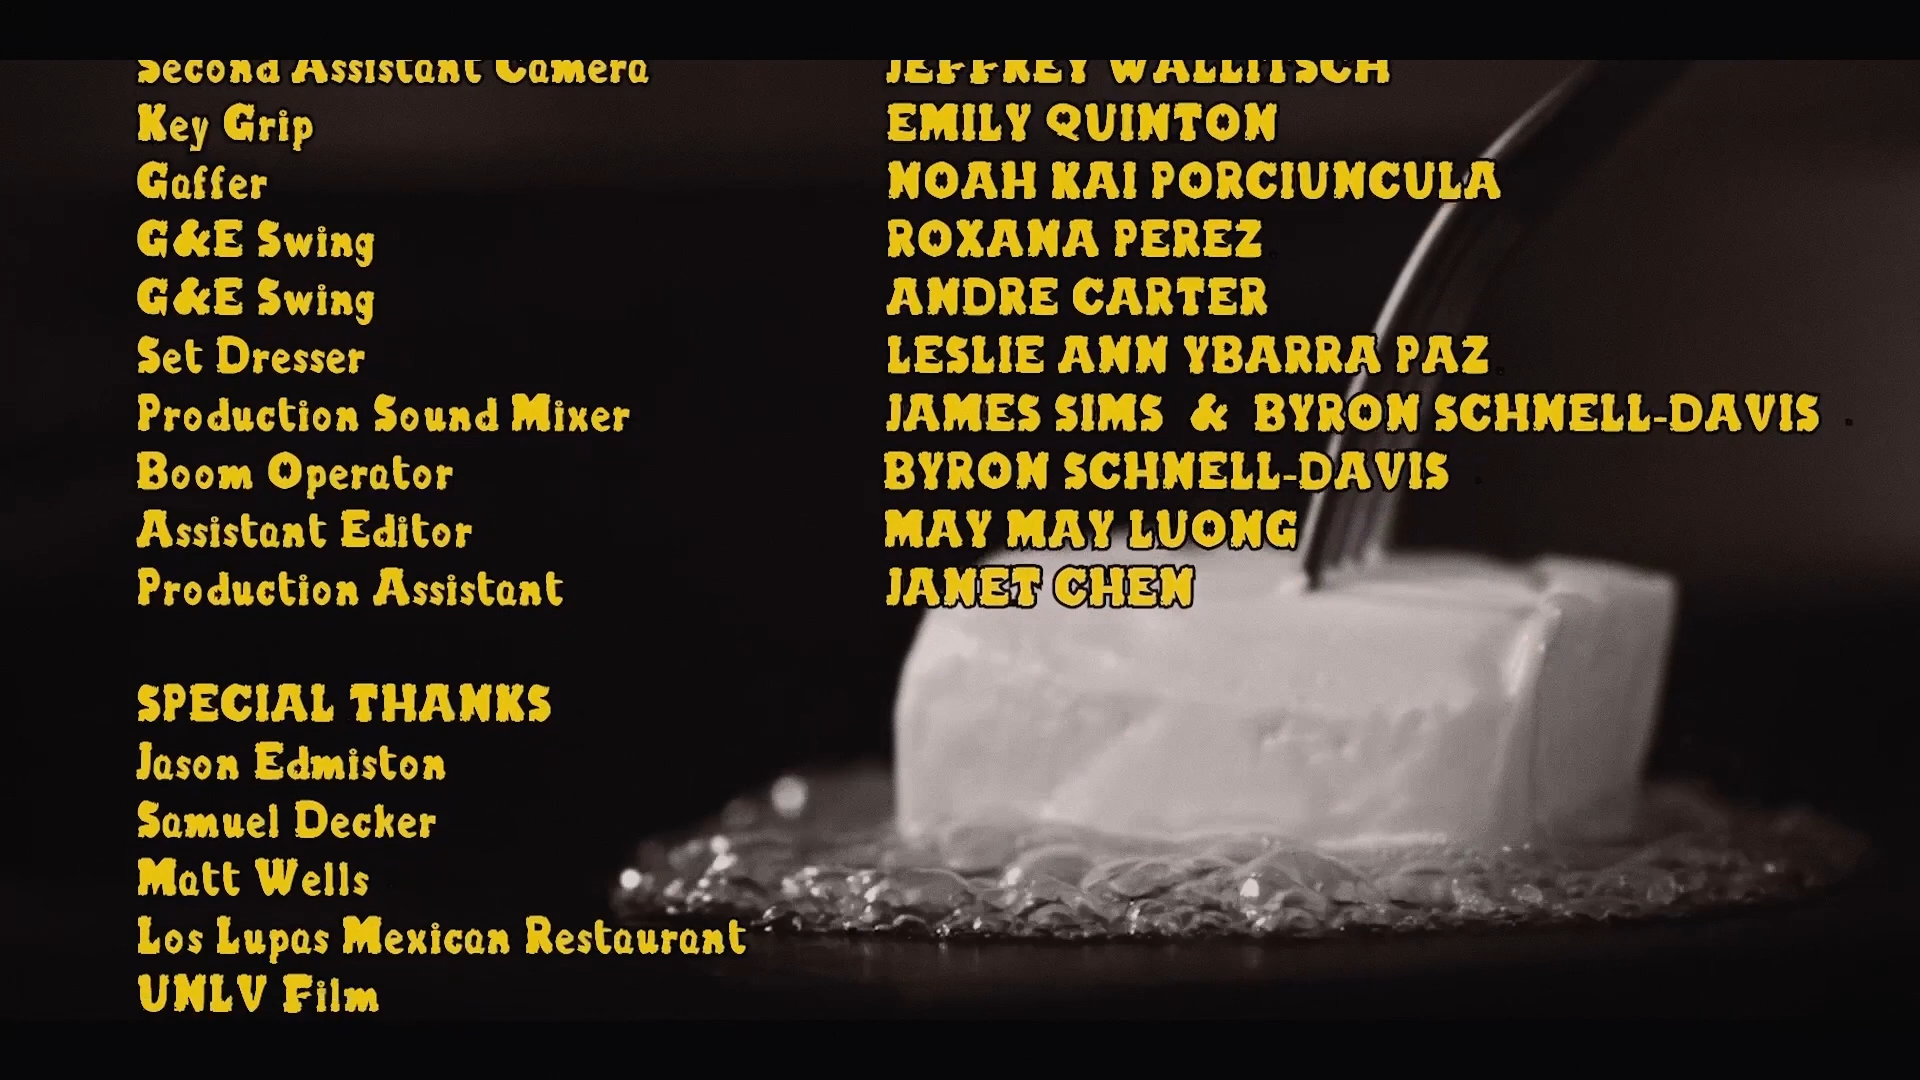 Second Assistant Camera JEFFREY WALLITSCH
Key Grip EMILY QUINTON
Gaffer NOAH KAI PORCIUNCULA
G&E Swing ROXANA PEREZ
G&E Swing ANDRE CARTER
Set Dresser LESLIE ANN YBARRA PAZ
Production Sound Mixer JAMES SIMS & BYRON SCHNELL-DAVIS
Boom Operator BYRON SCHNELL-DAVIS
Assistant Editor MAY MAY LUONG
Production Assistant JANET CHEN
SPECIAL THANKS
Jason Edmiston
Samuel Decker
Matt Wells
Los Lupas Mexican Restaurant
UNLV Film